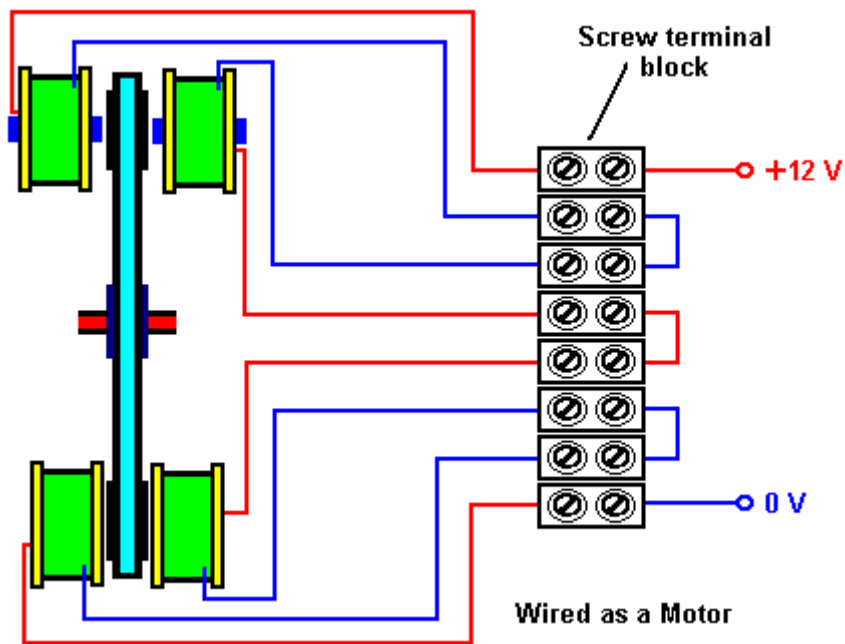 Screw terminal
block
+12 V
0 V
Wired as a Motor